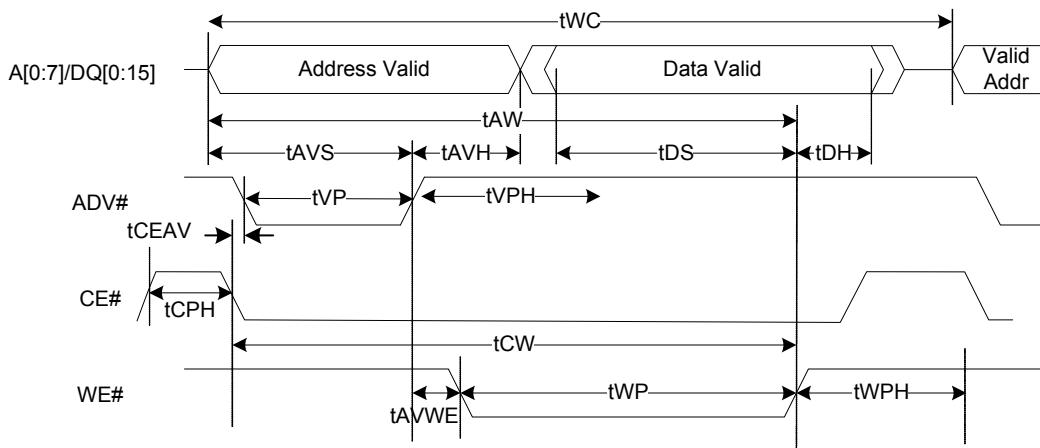 tWC
A[0:7]/DQ[0:15]
Address Valid
Data Valid
Valid
Addr
tAW
tAVS
tAVH
tDS
tDH
ADV#
tVP
tVPH
tCEAV
CE#
tCPH
tCW
WE#
tAVWE
tWP
tWPH